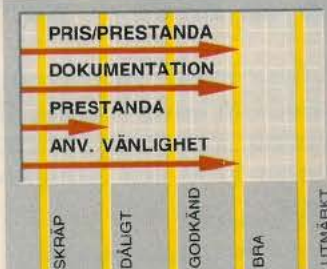 PRIS/PRESTANDA
DOKUMENTATION
PRESTANDA
ANV. VÄNLIGHET
SKRÄP
DÅLIGT
GODKÄND
BRA
UTMÄRKT